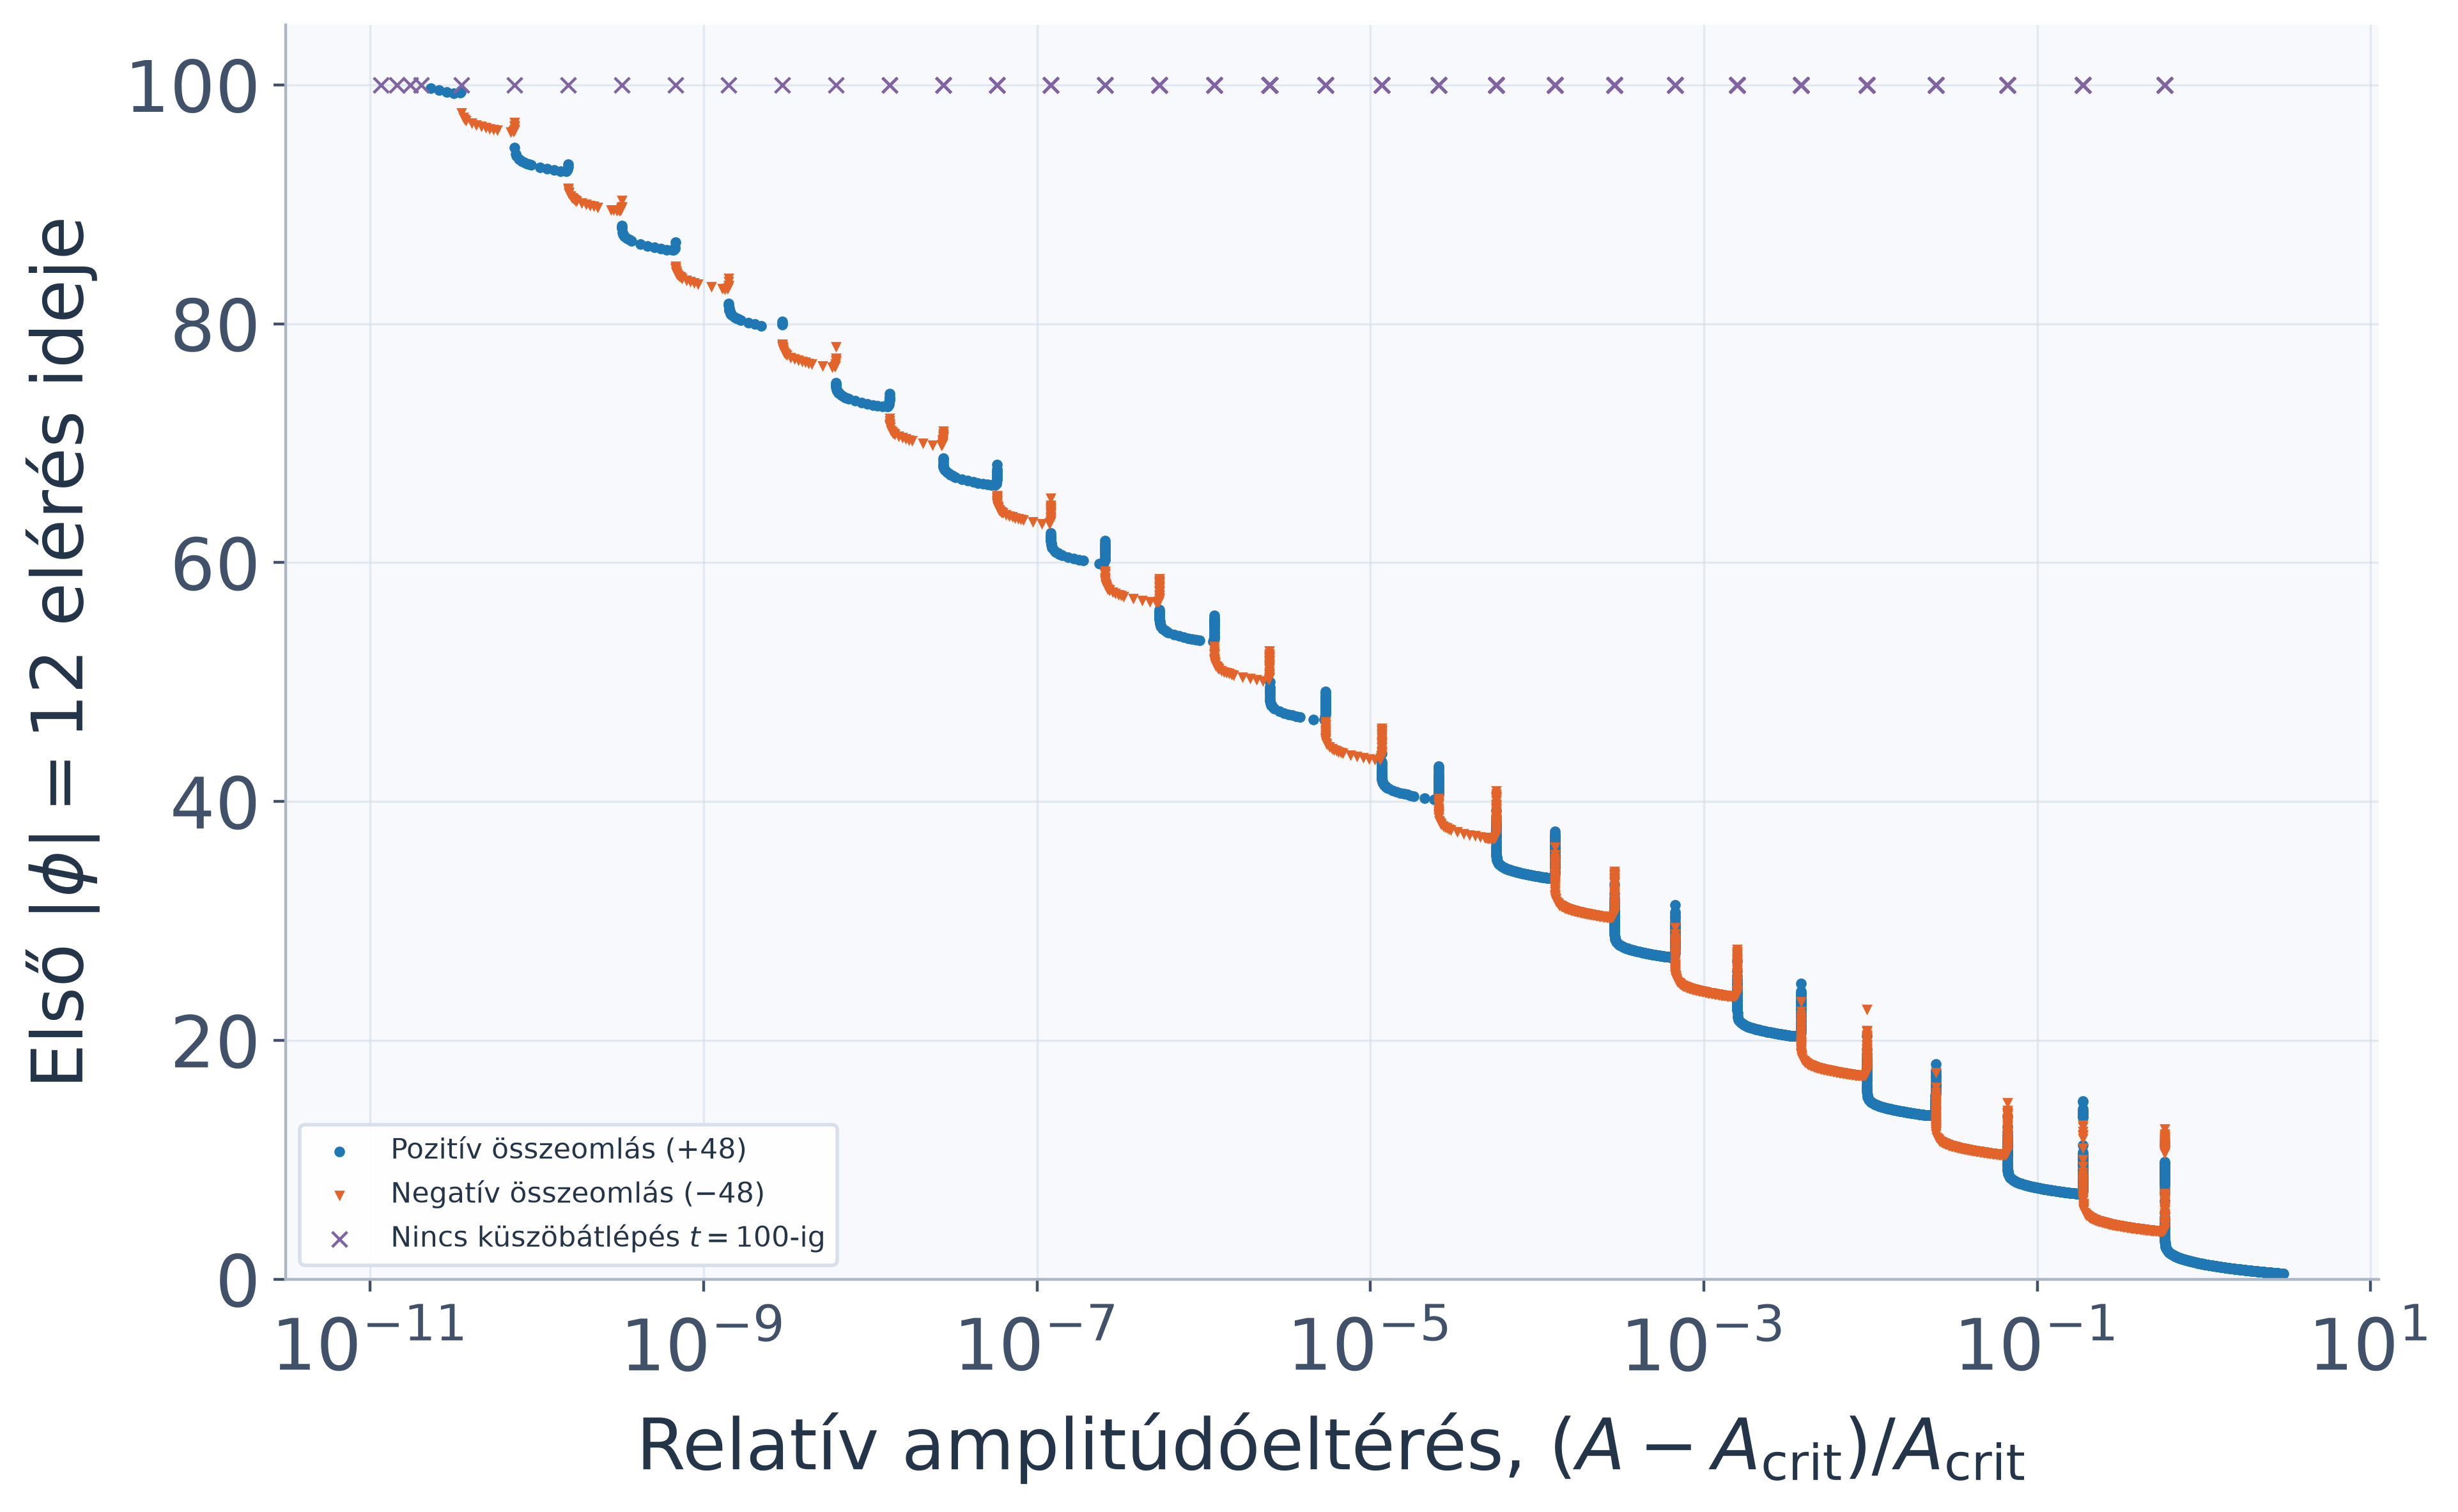 Első |ϕ| = 12 elérés ideje
100
80
60
40
20
0
Pozitív összeomlás (+48)
Negatív összeomlás (−48)
Nincs küszöbátlépés t = 100-ig
10⁻¹¹
10⁻⁹
10⁻⁷
10⁻⁵
10⁻³
10⁻¹
10¹
Relatív amplitúdóeltérés, (A − A_crit)/A_crit